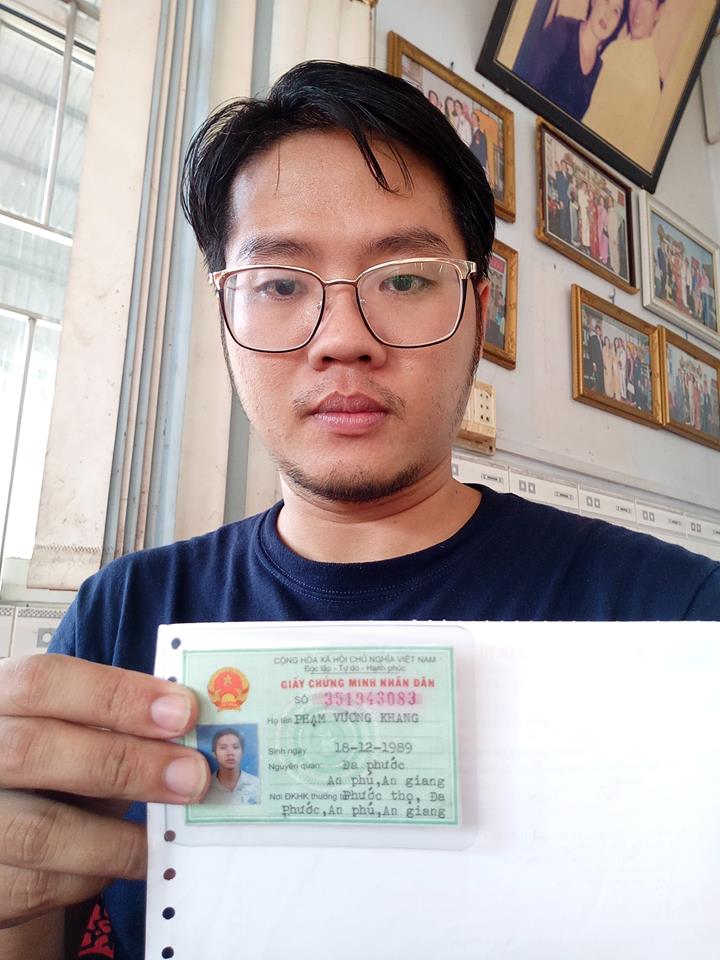 CỘNG HÒA XÃ HỘI CHỦ NGHĨA VIỆT NAM
Độc lập - Tự do - Hạnh phúc
GIẤY CHỨNG MINH NHÂN DÂN
SỐ 351343083
Họ tên PHẠM VƯƠNG KHANG
Sinh ngày 18-12-1989
Nguyên quán Đa phước
An phú,An giang
Nơi ĐKHK thường trú Phước thọ, Đa
Phước,An phú,An giang